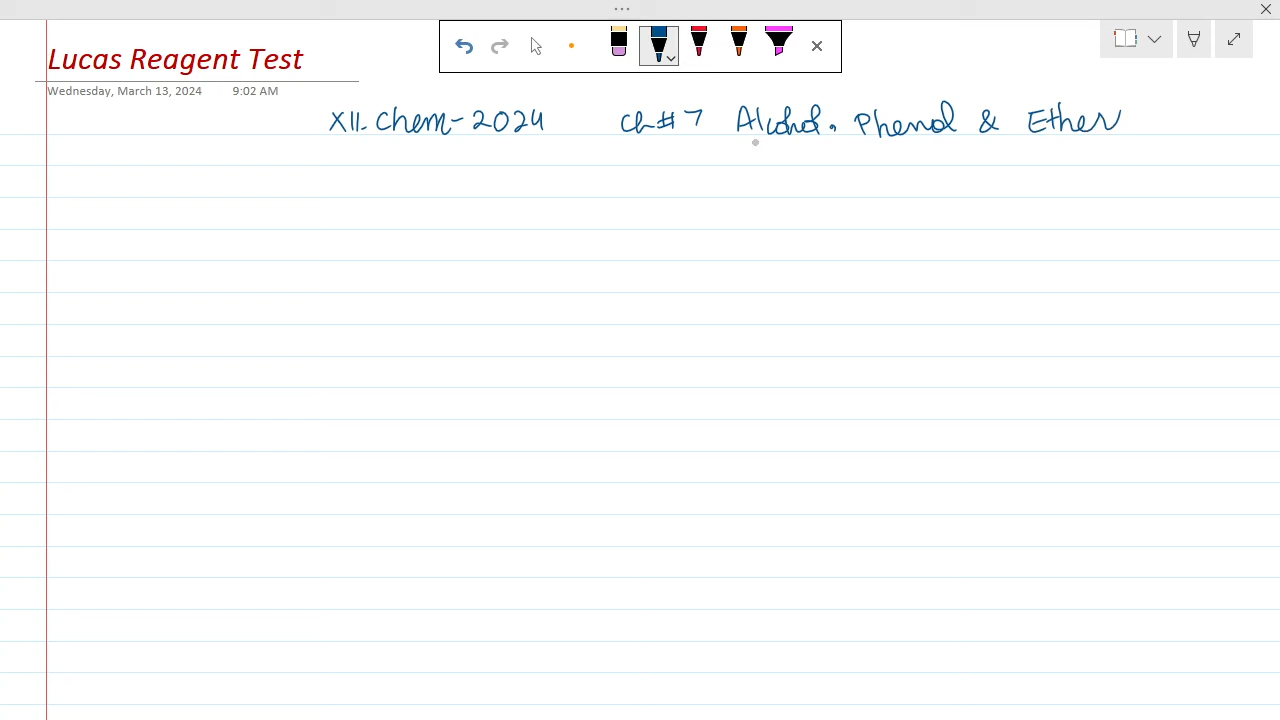 Lucas Reagent Test
Wednesday, March 13, 2024 9:02 AM
XII. Chem-2024 Ch#7 Alcohol. Phenol & Ether